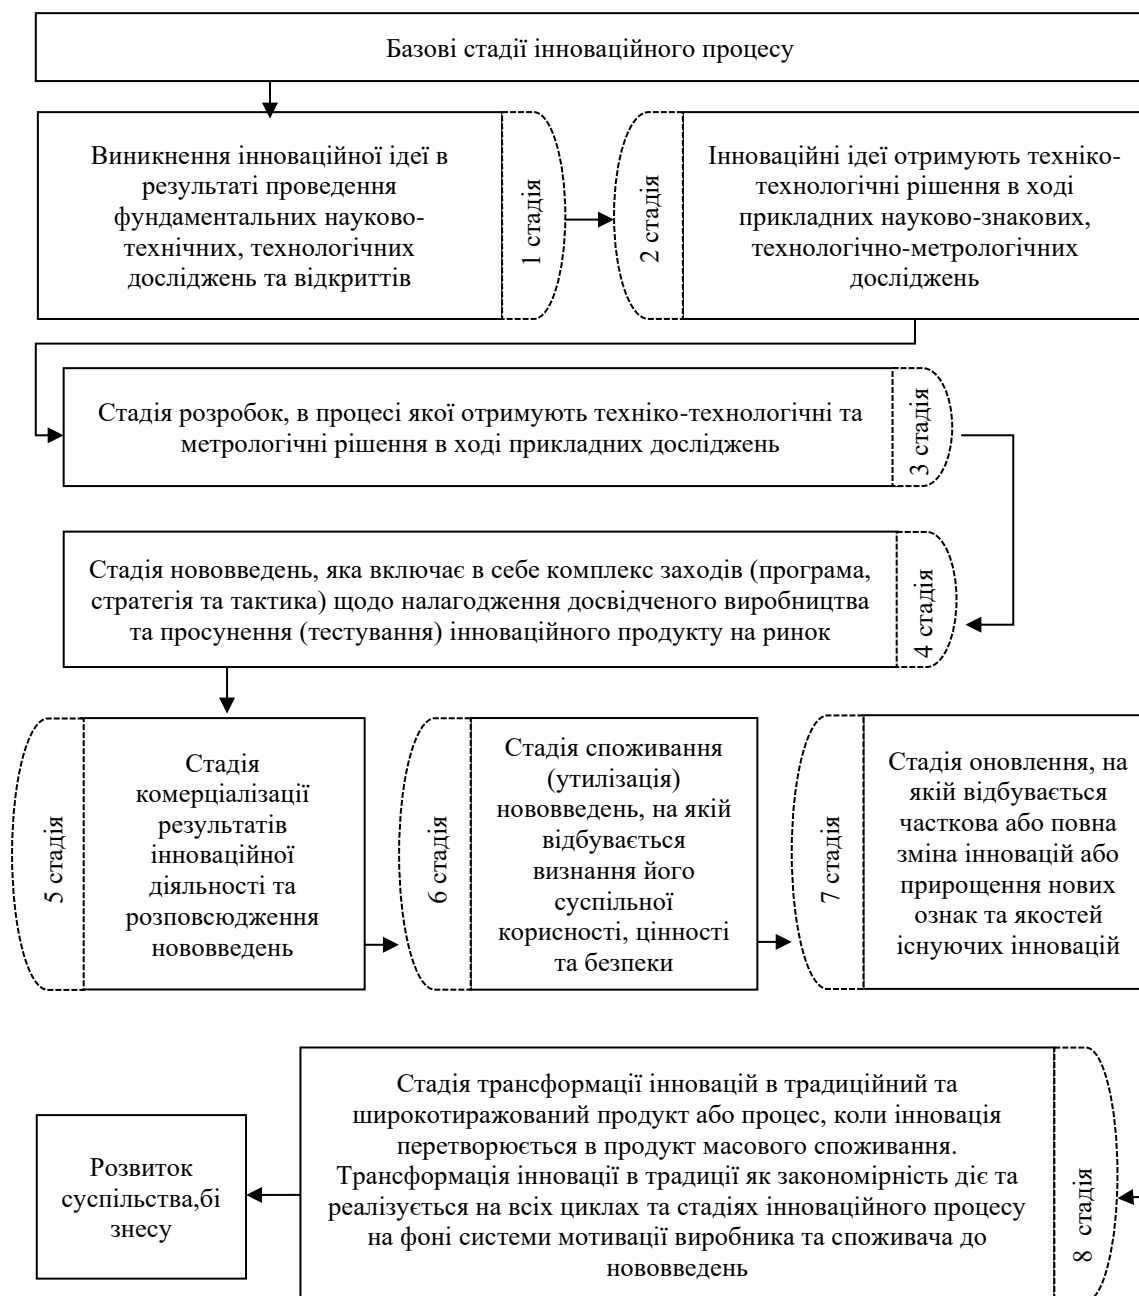 Базові стадії інноваційного процесу
Виникнення інноваційної ідеї в
результаті проведення
фундаментальних науково-
технічних, технологічних
досліджень та відкриттів
1 стадія
2 стадія
Інноваційні ідеї отримують техніко-
технологічні рішення в ході
прикладних науково-знакових,
технологічно-метрологічних
досліджень
Стадія розробок, в процесі якої отримують техніко-технологічні та
метрологічні рішення в ході прикладних досліджень
3 стадія
Стадія нововведень, яка включає в себе комплекс заходів (програма,
стратегія та тактика) щодо налагодження досвідченого виробництва
та просунення (тестування) інноваційного продукту на ринок
4 стадія
5 стадія
Стадія
комерціалізації
результатів
інноваційної
діяльності та
розповсюдження
нововведень
6 стадія
Стадія споживання
(утилізація)
нововведень, на якій
відбувається
визнання його
суспільної
корисності, цінності
та безпеки
7 стадія
Стадія оновлення, на
якій відбувається
часткова або повна
зміна інновацій або
прирощення нових
ознак та якостей
існуючих інновацій
Стадія трансформації інновацій в традиційний та
широкотиражований продукт або процес, коли інновація
перетворюється в продукт масового споживання.
Трансформація інновації в традиції як закономірність діє та
реалізується на всіх циклах та стадіях інноваційного процесу
на фоні системи мотивації виробника та споживача до
нововведень
8 стадія
Розвиток
суспільства,бі
знесу